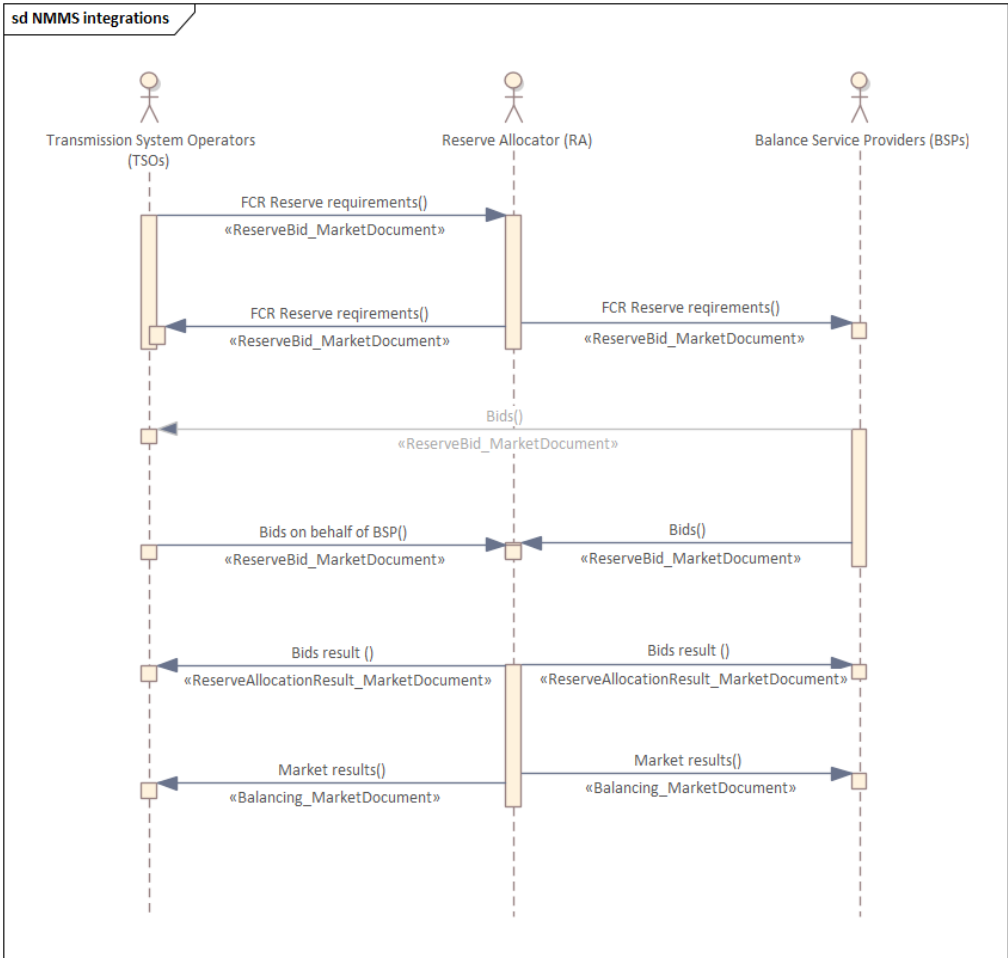 sd NMMS integrations
Transmission System Operators
(TSOs)
Reserve Allocator (RA)
Balance Service Providers (BSPs)
FCR Reserve requirements()
«ReserveBid_MarketDocument»
FCR Reserve reqirements()
«ReserveBid_MarketDocument»
FCR Reserve reqirements()
«ReserveBid_MarketDocument»
Bids()
«ReserveBid_MarketDocument»
Bids on behalf of BSP()
«ReserveBid_MarketDocument»
Bids()
«ReserveBid_MarketDocument»
Bids result ()
«ReserveAllocationResult_MarketDocument»
Bids result ()
«ReserveAllocationResult_MarketDocument»
Market results()
«Balancing_MarketDocument»
Market results()
«Balancing_MarketDocument»